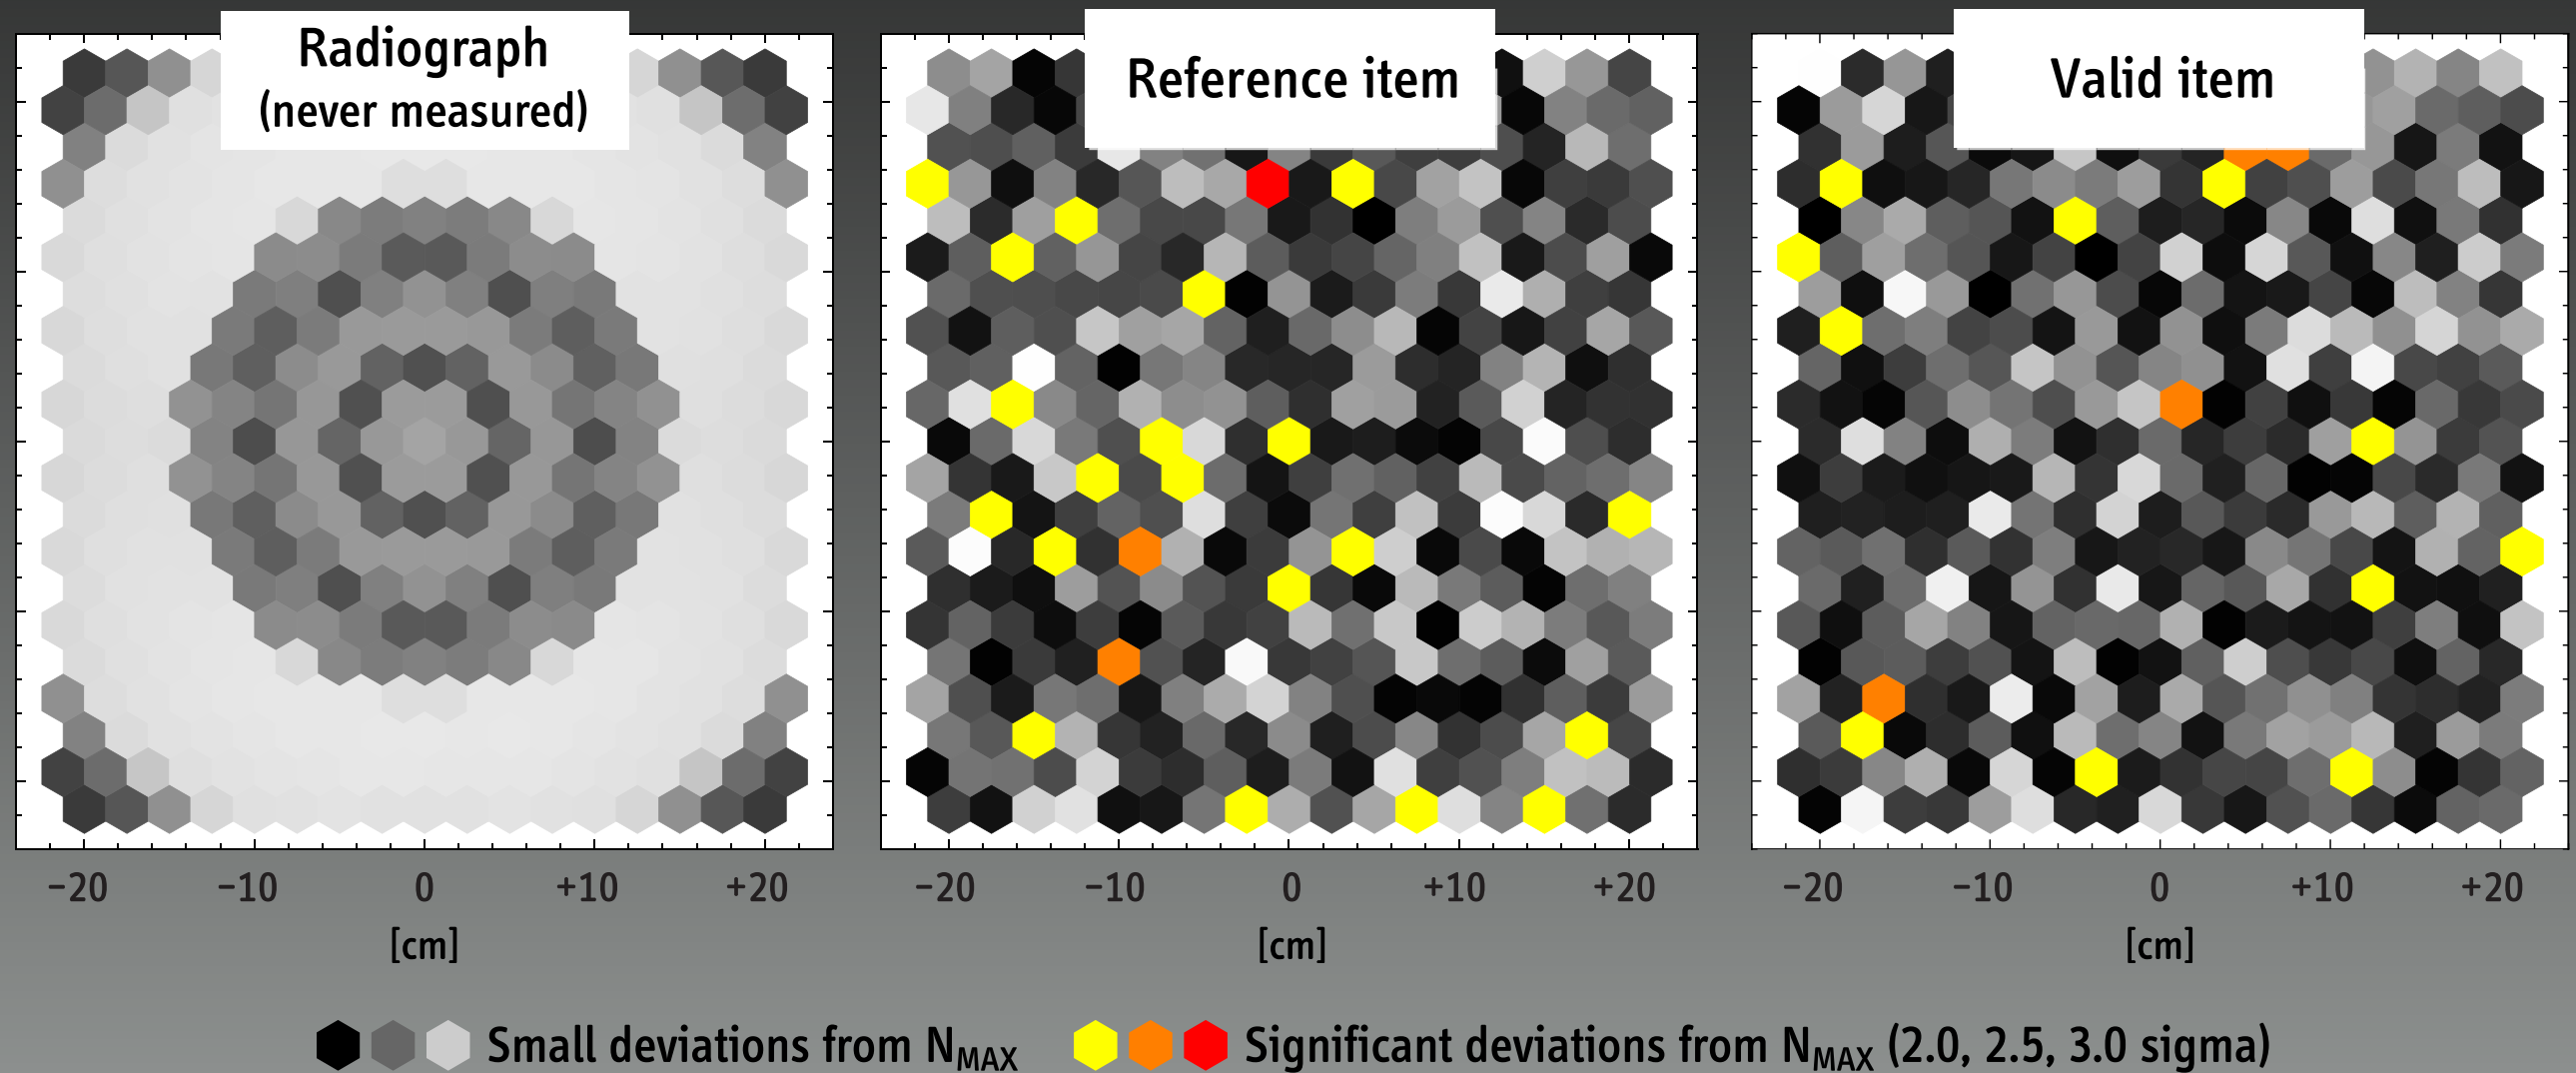 Radiograph
(never measured)
Reference item
Valid item
−20 −10 0 +10 +20
[cm]
−20 −10 0 +10 +20
[cm]
−20 −10 0 +10 +20
[cm]
Small deviations from NMAX
Significant deviations from NMAX (2.0, 2.5, 3.0 sigma)